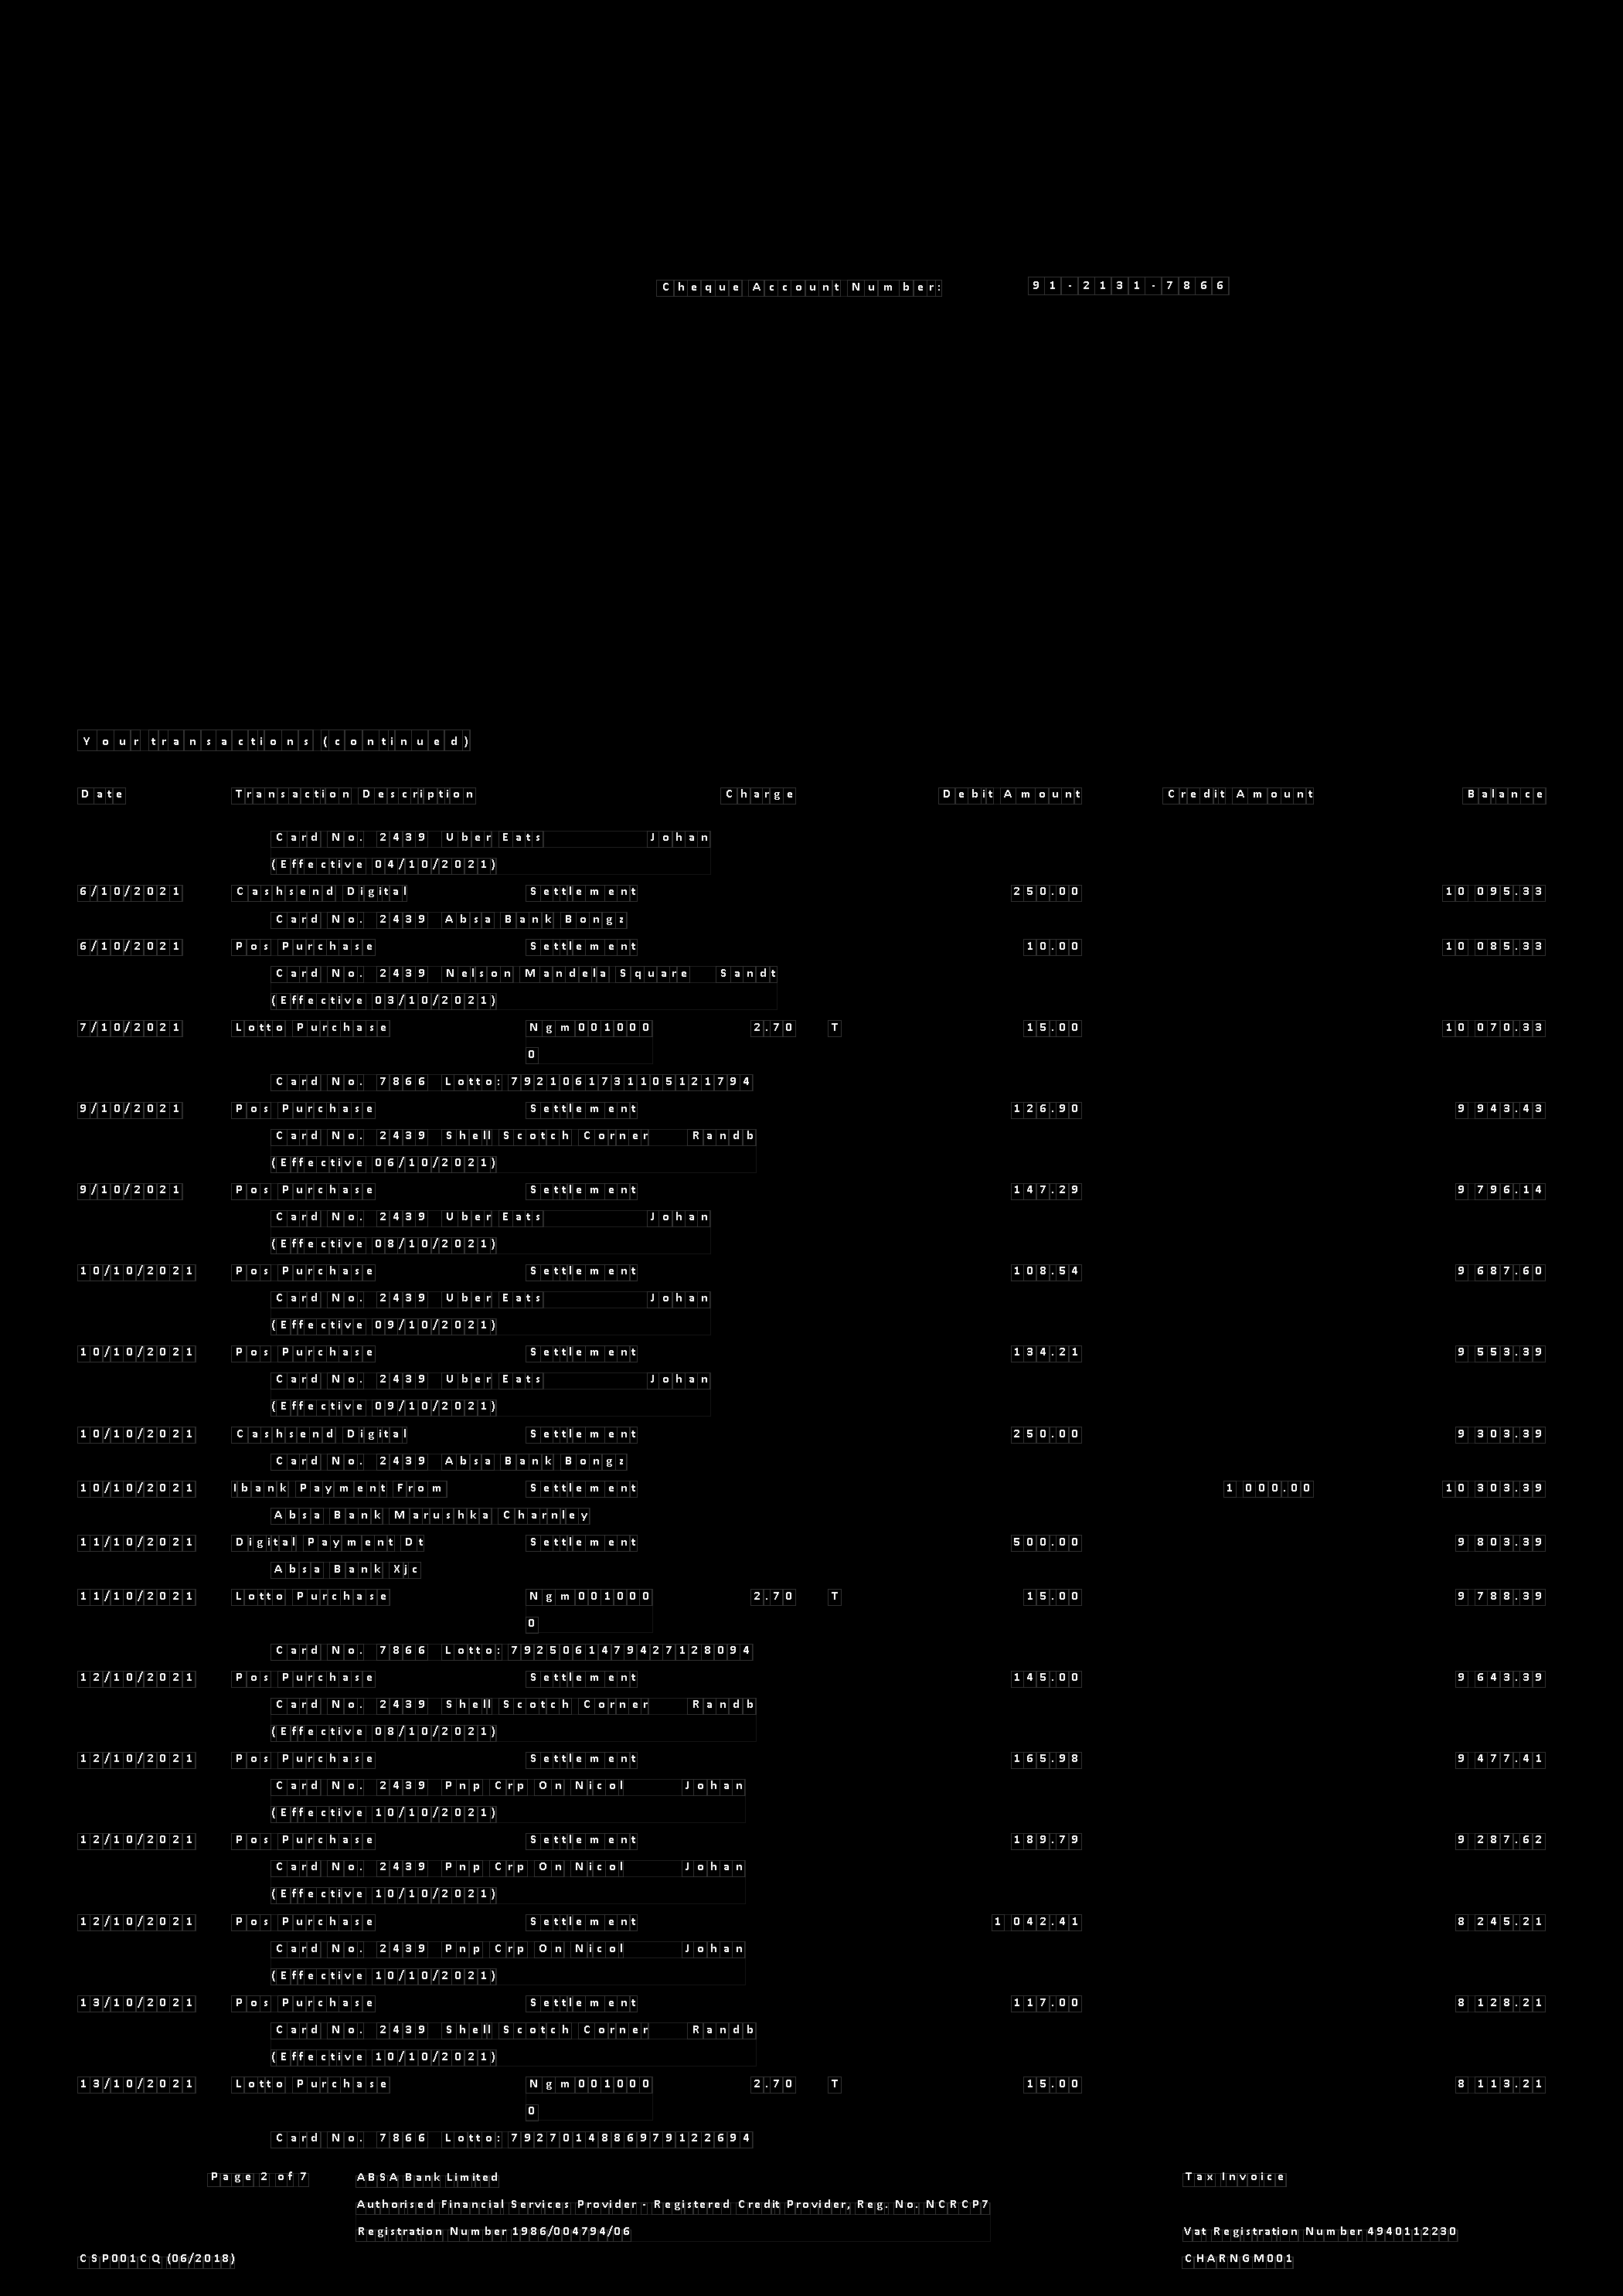 Cheque Account Number: 91-2131-7866
Your transactions (continued)
Date Transaction Description Charge Debit Amount Credit Amount Balance
Card No. 2439 Uber Eats Johan
(Effective 04/10/2021)
6/10/2021 Cashsend Digital Settlement 250.00 10 095.33
Card No. 2439 Absa Bank Bongz
6/10/2021 Pos Purchase Settlement 10.00 10 085.33
Card No. 2439 Nelson Mandela Square Sandt
(Effective 03/10/2021)
7/10/2021 Lotto Purchase Ngm001000 2.70 T 15.00 10 070.33
0
Card No. 7866 Lotto: 7921061731105121794
9/10/2021 Pos Purchase Settlement 126.90 9 943.43
Card No. 2439 Shell Scotch Corner Randb
(Effective 06/10/2021)
9/10/2021 Pos Purchase Settlement 147.29 9 796.14
Card No. 2439 Uber Eats Johan
(Effective 08/10/2021)
10/10/2021 Pos Purchase Settlement 108.54 9 687.60
Card No. 2439 Uber Eats Johan
(Effective 09/10/2021)
10/10/2021 Pos Purchase Settlement 134.21 9 553.39
Card No. 2439 Uber Eats Johan
(Effective 09/10/2021)
10/10/2021 Cashsend Digital Settlement 250.00 9 303.39
Card No. 2439 Absa Bank Bongz
10/10/2021 Ibank Payment From Settlement 1 000.00 10 303.39
Absa Bank Marushka Charnley
11/10/2021 Digital Payment Dt Settlement 500.00 9 803.39
Absa Bank Xjc
11/10/2021 Lotto Purchase Ngm001000 2.70 T 15.00 9 788.39
0
Card No. 7866 Lotto: 7925061479427128094
12/10/2021 Pos Purchase Settlement 145.00 9 643.39
Card No. 2439 Shell Scotch Corner Randb
(Effective 08/10/2021)
12/10/2021 Pos Purchase Settlement 165.98 9 477.41
Card No. 2439 Pnp Crp On Nicol Johan
(Effective 10/10/2021)
12/10/2021 Pos Purchase Settlement 189.79 9 287.62
Card No. 2439 Pnp Crp On Nicol Johan
(Effective 10/10/2021)
12/10/2021 Pos Purchase Settlement 1 042.41 8 245.21
Card No. 2439 Pnp Crp On Nicol Johan
(Effective 10/10/2021)
13/10/2021 Pos Purchase Settlement 117.00 8 128.21
Card No. 2439 Shell Scotch Corner Randb
(Effective 10/10/2021)
13/10/2021 Lotto Purchase Ngm001000 2.70 T 15.00 8 113.21
0
Card No. 7866 Lotto: 7927014886979122694
Page 2 of 7 ABSA Bank Limited Tax Invoice
Authorised Financial Services Provider - Registered Credit Provider, Reg. No. NCRCP7
Registration Number 1986/004794/06 Vat Registration Number 4940112230
CSP001CQ (06/2018) CHARNGM001